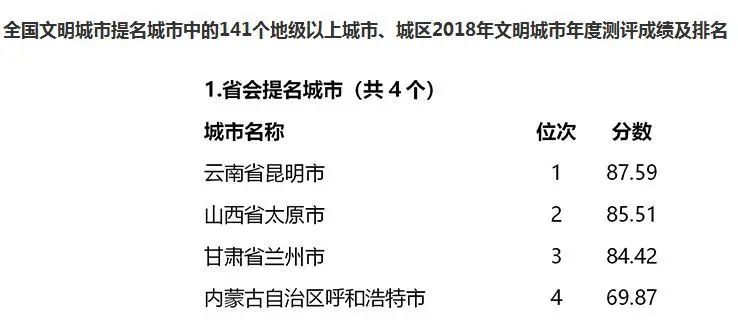 全国文明城市提名城市中的141个地级以上城市、城区2018年文明城市年度测评成绩及排名
1.省会提名城市（共４个）
城市名称 位次 分数
云南省昆明市 1 87.59
山西省太原市 2 85.51
甘肃省兰州市 3 84.42
内蒙古自治区呼和浩特市 4 69.87